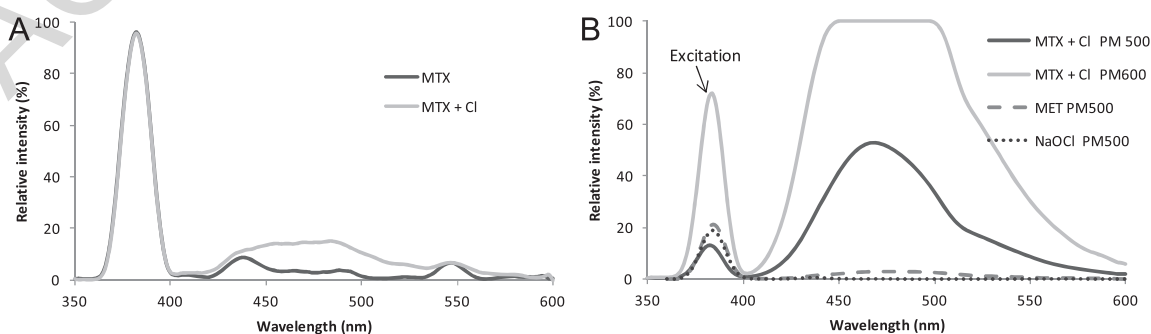 A
Relative intensity (%)
100
80
60
40
20
0
350
400
450
500
550
600
Wavelength (nm)
MTX
MTX + Cl
B
Relative intensity (%)
100
80
60
40
20
0
350
400
450
500
550
600
Wavelength (nm)
Excitation
MTX + Cl PM 500
MTX + Cl PM600
MET PM500
NaOCl PM500